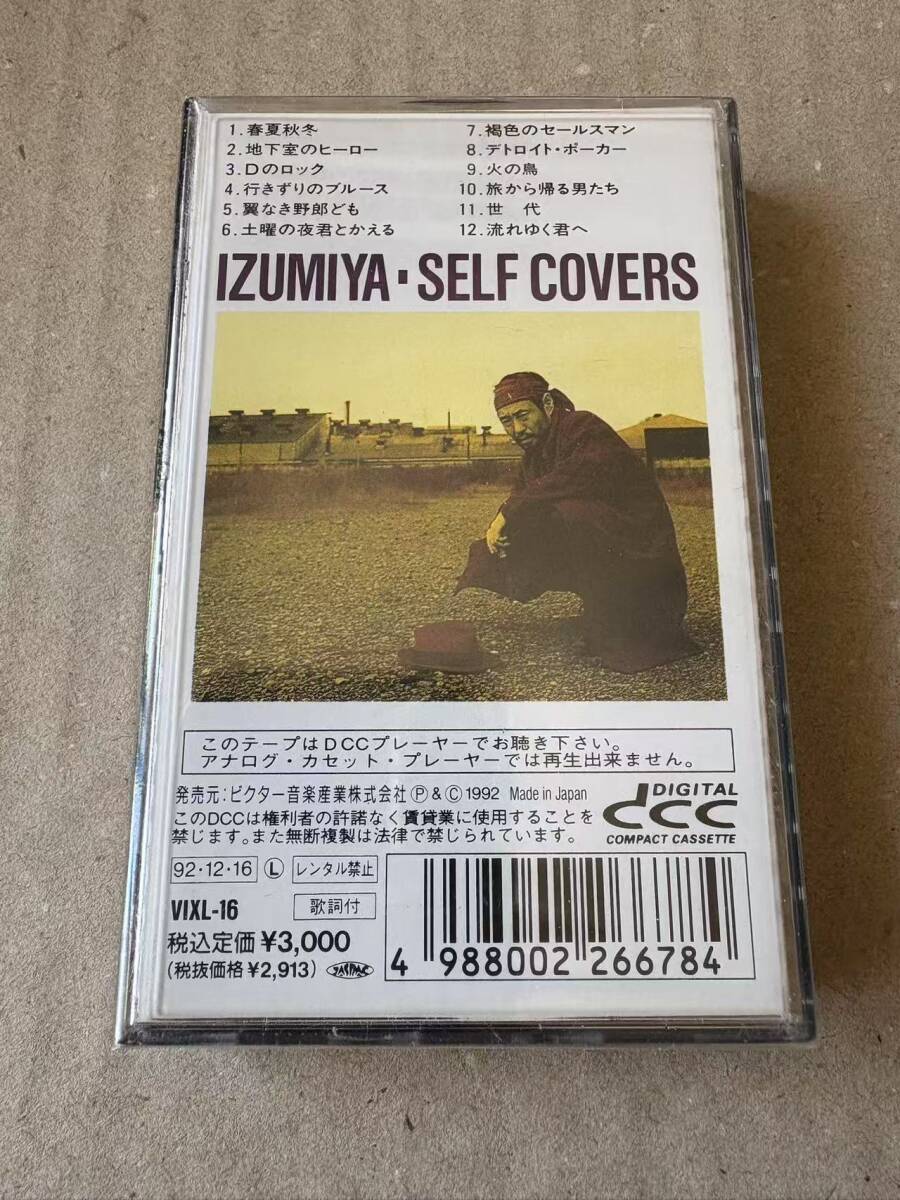 1.春夏秋冬
2.地下室のヒーロー
3.Dのロック
4.行きずりのブルース
5.翼なき野郎ども
6.土曜の夜君とかえる
7.褐色のセールスマン
8.デトロイト・ポーカー
9.火の鳥
10.旅から帰る男たち
11.世 代
12.流れゆく君へ
IZUMIYA・SELF COVERS
このテープはDCCプレーヤーでお聴き下さい。
アナログ・カセット・プレーヤーでは再生出来ません。
発売元:ビクター音楽産業株式会社 Ⓟ & Ⓒ 1992 Made in Japan
このDCCは権利者の許諾なく賃貸業に使用することを
禁じます。また無断複製は法律で禁じられています。
DIGITAL
dcc
COMPACT CASSETTE
92・12・16 Ⓛ レンタル禁止
VIXL-16 歌詞付
税込定価 ¥3,000
(税抜価格 ¥2,913)
4 988002 266784